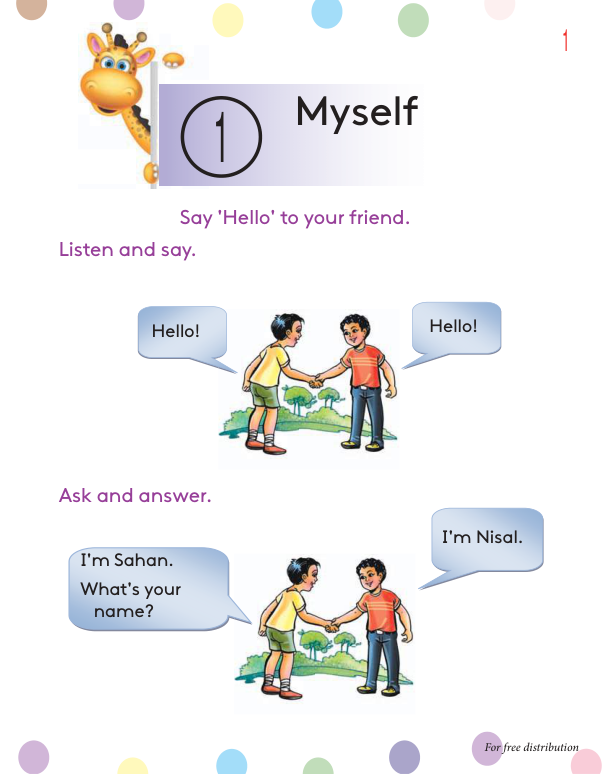 1
1
Myself
Say 'Hello' to your friend.
Listen and say.
Hello!
Hello!
Ask and answer.
I'm Sahan.
What's your
name?
I'm Nisal.
For free distribution